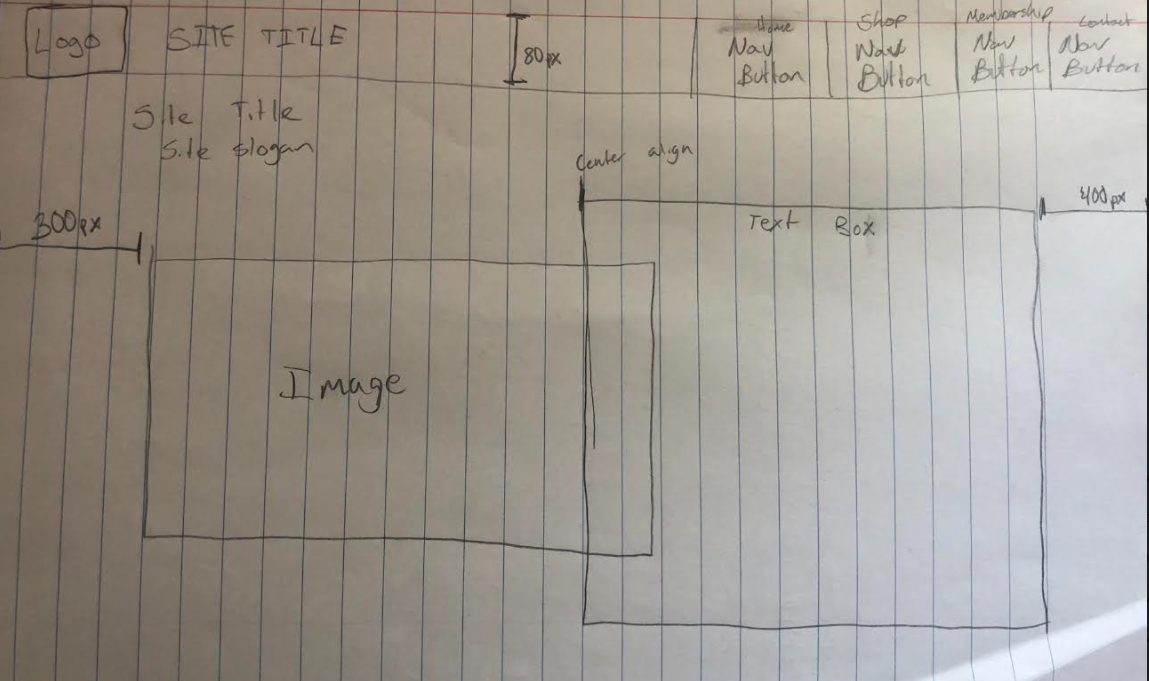 Logo
SITE TITLE
80px
Home
Nav
Button
Shop
Nav
Button
Membership
Nav
Button
Contact
Nav
Button
Site Title
Site slogan
Center align
300px
400px
Text Box
Image